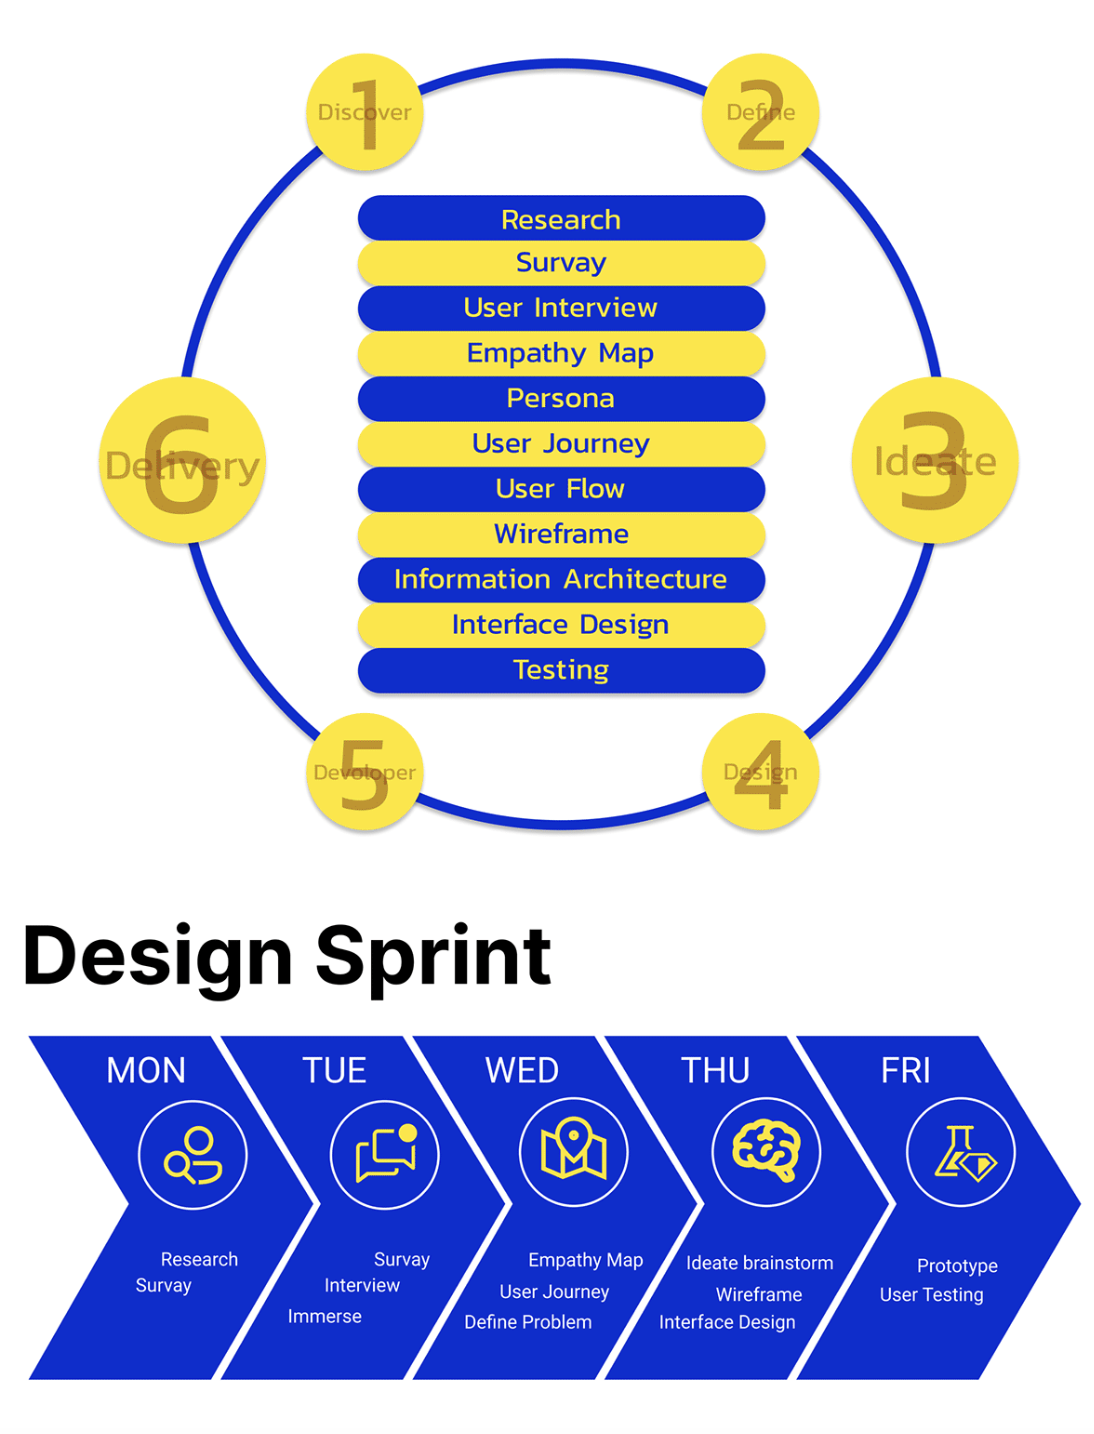 1
Discover
2
Define
Research
Survay
User Interview
Empathy Map
Persona
User Journey
User Flow
Wireframe
Information Architecture
Interface Design
Testing
6
Delivery
3
Ideate
5
Devoloper
4
Design
Design Sprint
MON
Research
Survay
TUE
Survay
Interview
Immerse
WED
Empathy Map
User Journey
Define Problem
THU
Ideate brainstorm
Wireframe
Interface Design
FRI
Prototype
User Testing